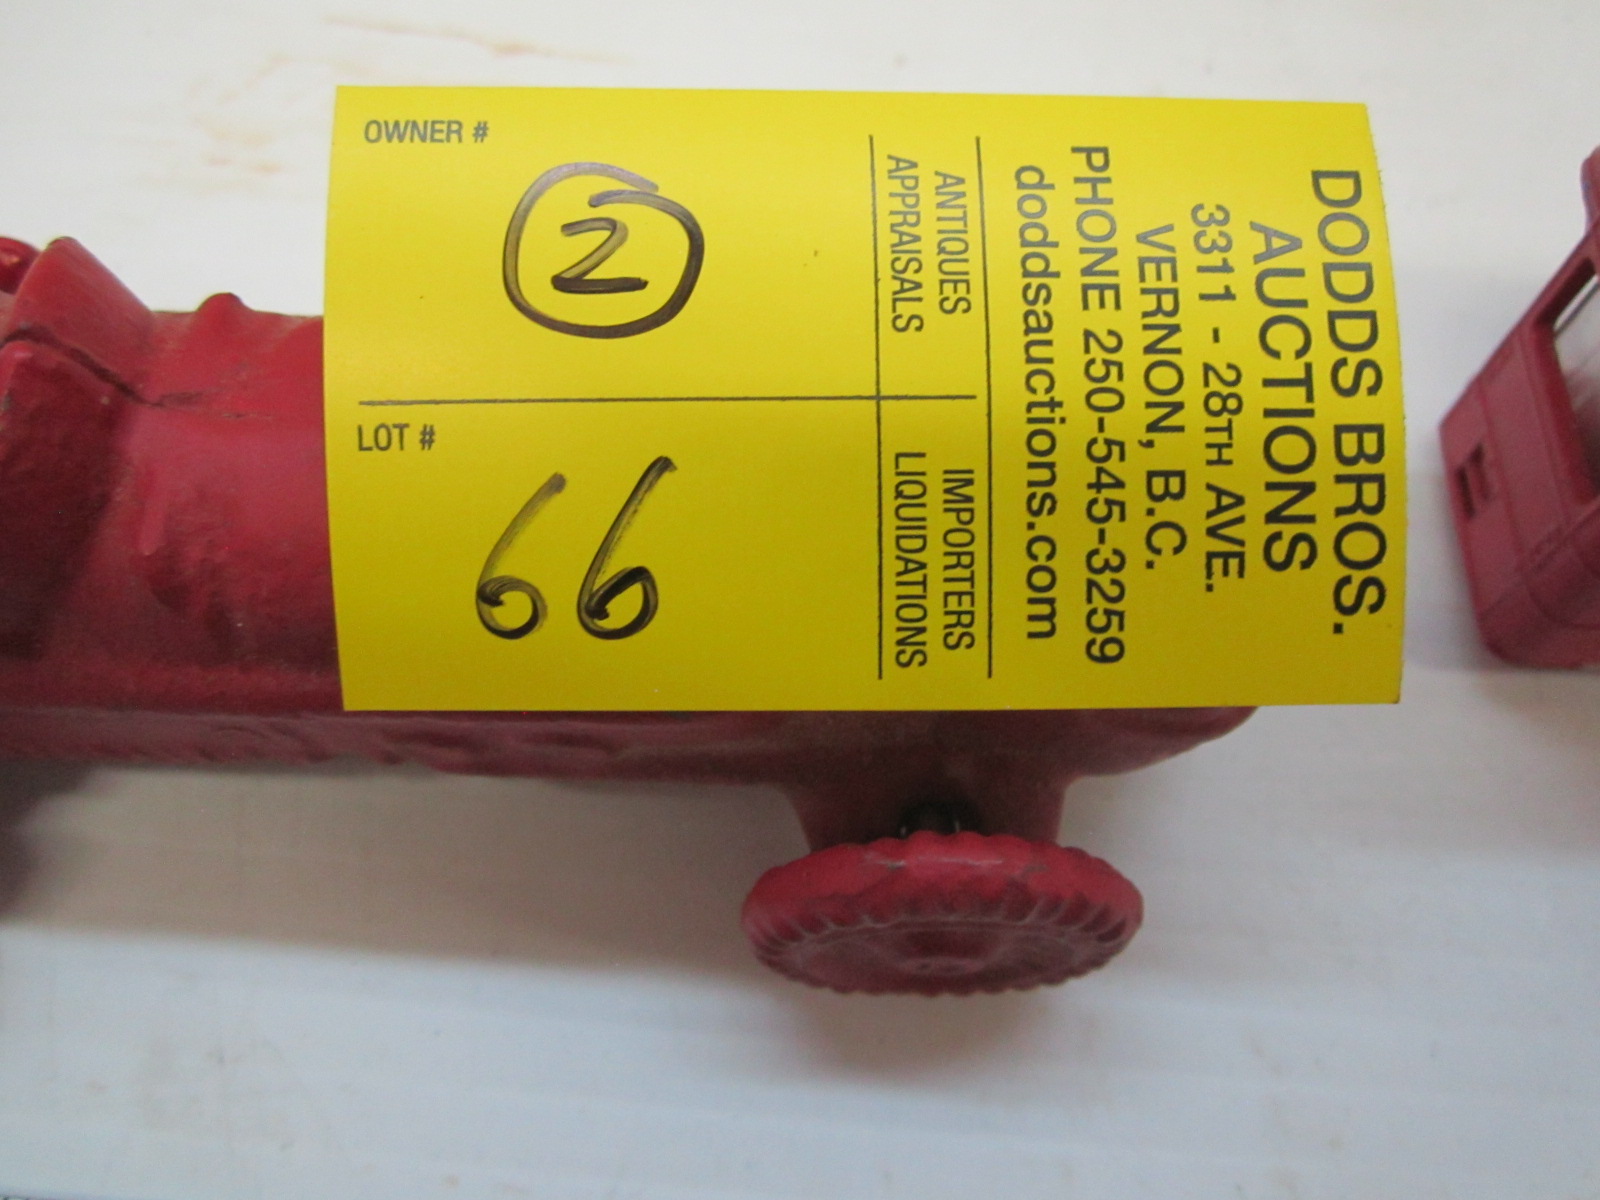 DODDS BROS.
AUCTIONS
3311 - 28TH AVE.
VERNON, B.C.
PHONE 250-545-3259
doddsauctions.com
ANTIQUES
APPRAISALS
IMPORTERS
LIQUIDATIONS
OWNER #
2
LOT #
66